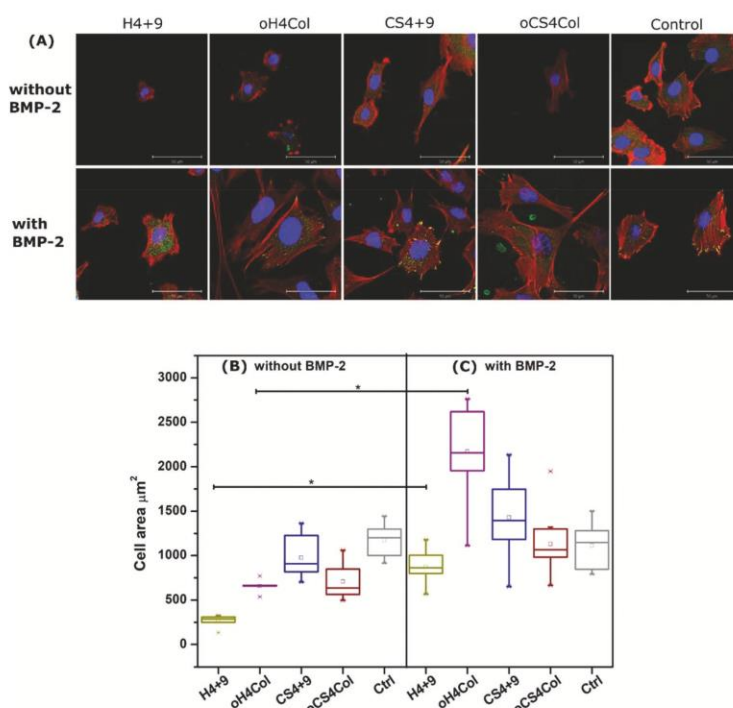 H4+9 oH4Col CS4+9 oCS4Col Control
(A)
without
BMP-2
with
BMP-2
(B) without BMP-2
(C) with BMP-2
*
*
3000
2500
2000
1500
1000
500
0
Cell area µm²
H4+9 oH4Col CS4+9 oCS4Col Ctrl H4+9 oH4Col CS4+9 oCS4Col Ctrl